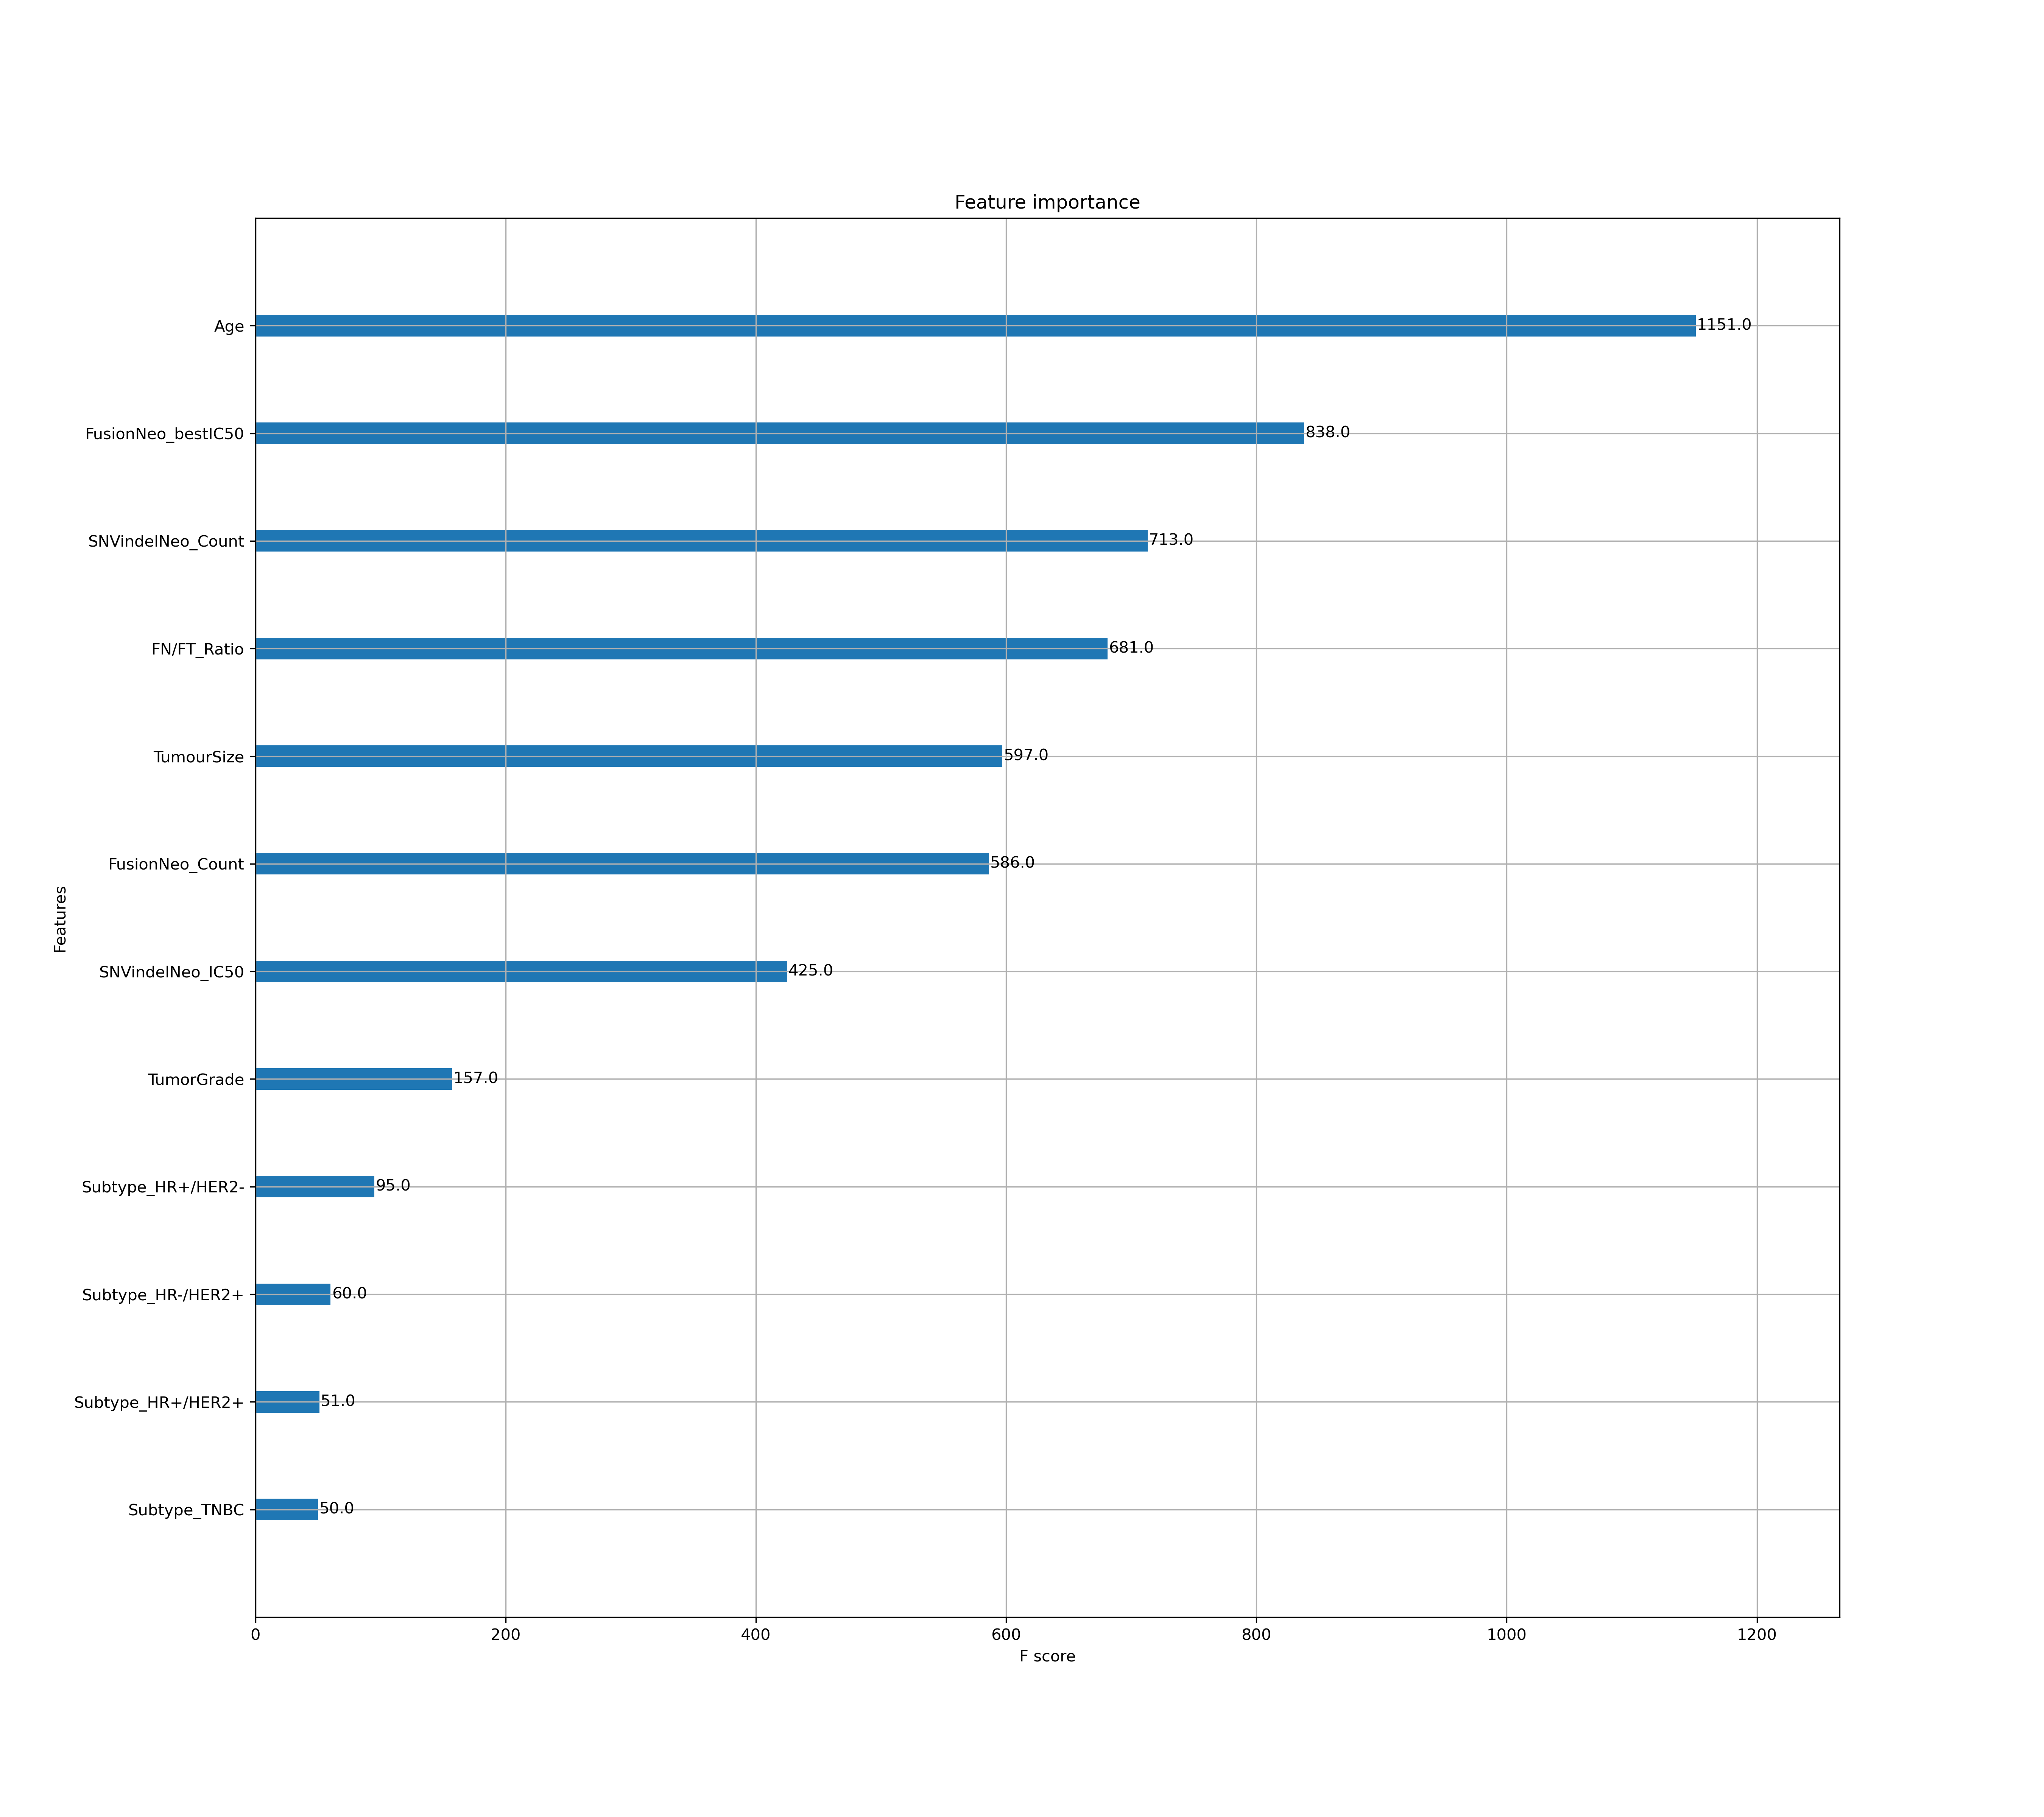 Feature importance
Age
1151.0
FusionNeo_bestIC50
838.0
SNVindelNeo_Count
713.0
FN/FT_Ratio
681.0
TumourSize
597.0
FusionNeo_Count
586.0
Features
SNVindelNeo_IC50
425.0
TumorGrade
157.0
Subtype_HR+/HER2-
95.0
Subtype_HR-/HER2+
60.0
Subtype_HR+/HER2+
51.0
Subtype_TNBC
50.0
0 200 400 600 800 1000 1200
F score